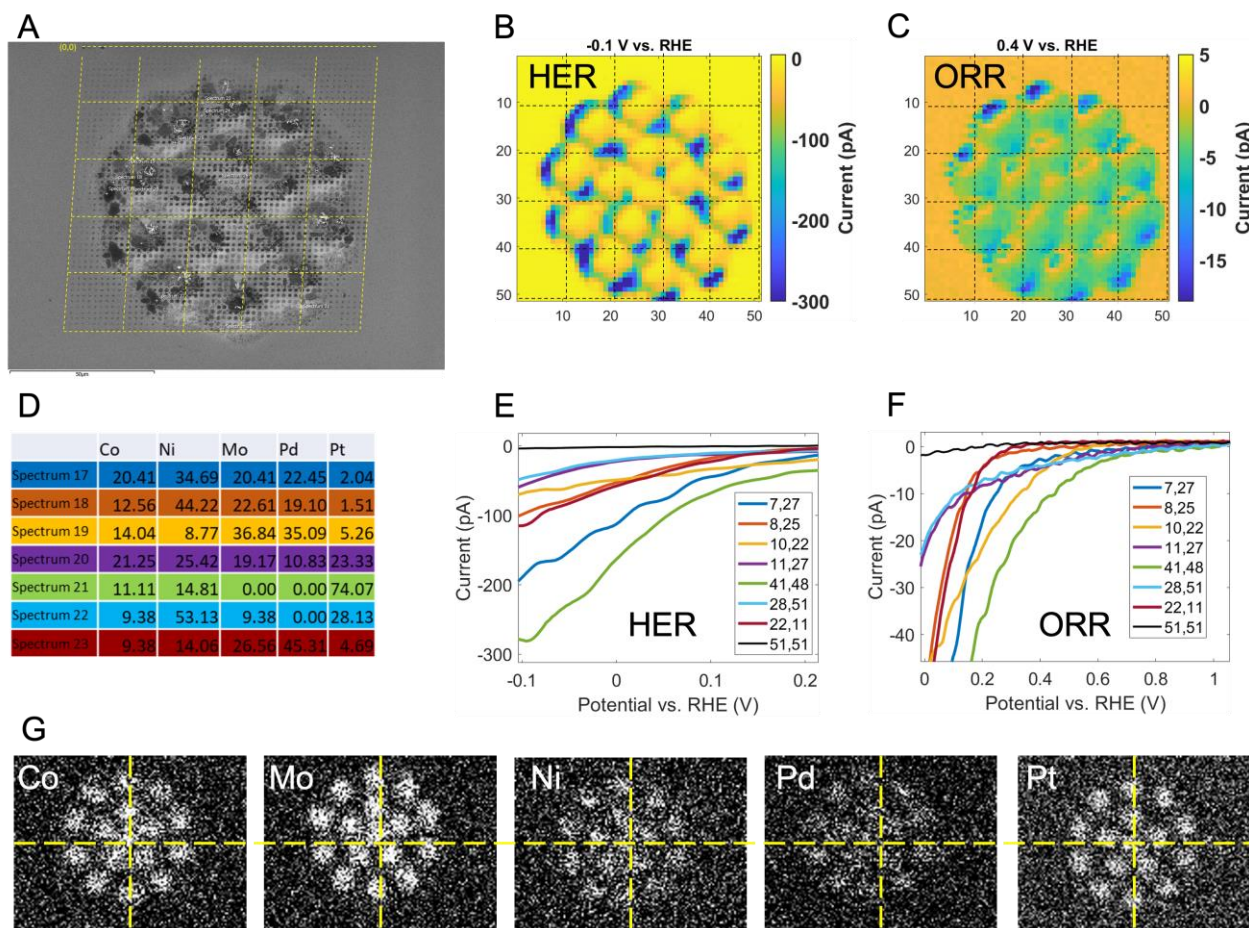 A
(0,0)
50µm
B
-0.1 V vs. RHE
HER
10
20
30
40
50
10 20 30 40 50
0
-100
-200
-300
Current (pA)
C
0.4 V vs. RHE
ORR
10
20
30
40
50
10 20 30 40 50
5
0
-5
-10
-15
Current (pA)
D
Co Ni Mo Pd Pt
Spectrum 17 20.41 34.69 20.41 22.45 2.04
Spectrum 18 12.56 44.22 22.61 19.10 1.51
Spectrum 19 14.04 8.77 36.84 35.09 5.26
Spectrum 20 21.25 25.42 19.17 10.83 23.33
Spectrum 21 11.11 14.81 0.00 0.00 74.07
Spectrum 22 9.38 53.13 9.38 0.00 28.13
Spectrum 23 9.38 14.06 26.56 45.31 4.69
E
Current (pA)
0
-100
-200
-300
7,27
8,25
10,22
11,27
41,48
28,51
22,11
51,51
HER
-0.1 0 0.1 0.2
Potential vs. RHE (V)
F
Current (pA)
0
-10
-20
-30
-40
7,27
8,25
10,22
11,27
41,48
28,51
22,11
51,51
ORR
0 0.2 0.4 0.6 0.8 1
Potential vs. RHE (V)
G
Co
Mo
Ni
Pd
Pt